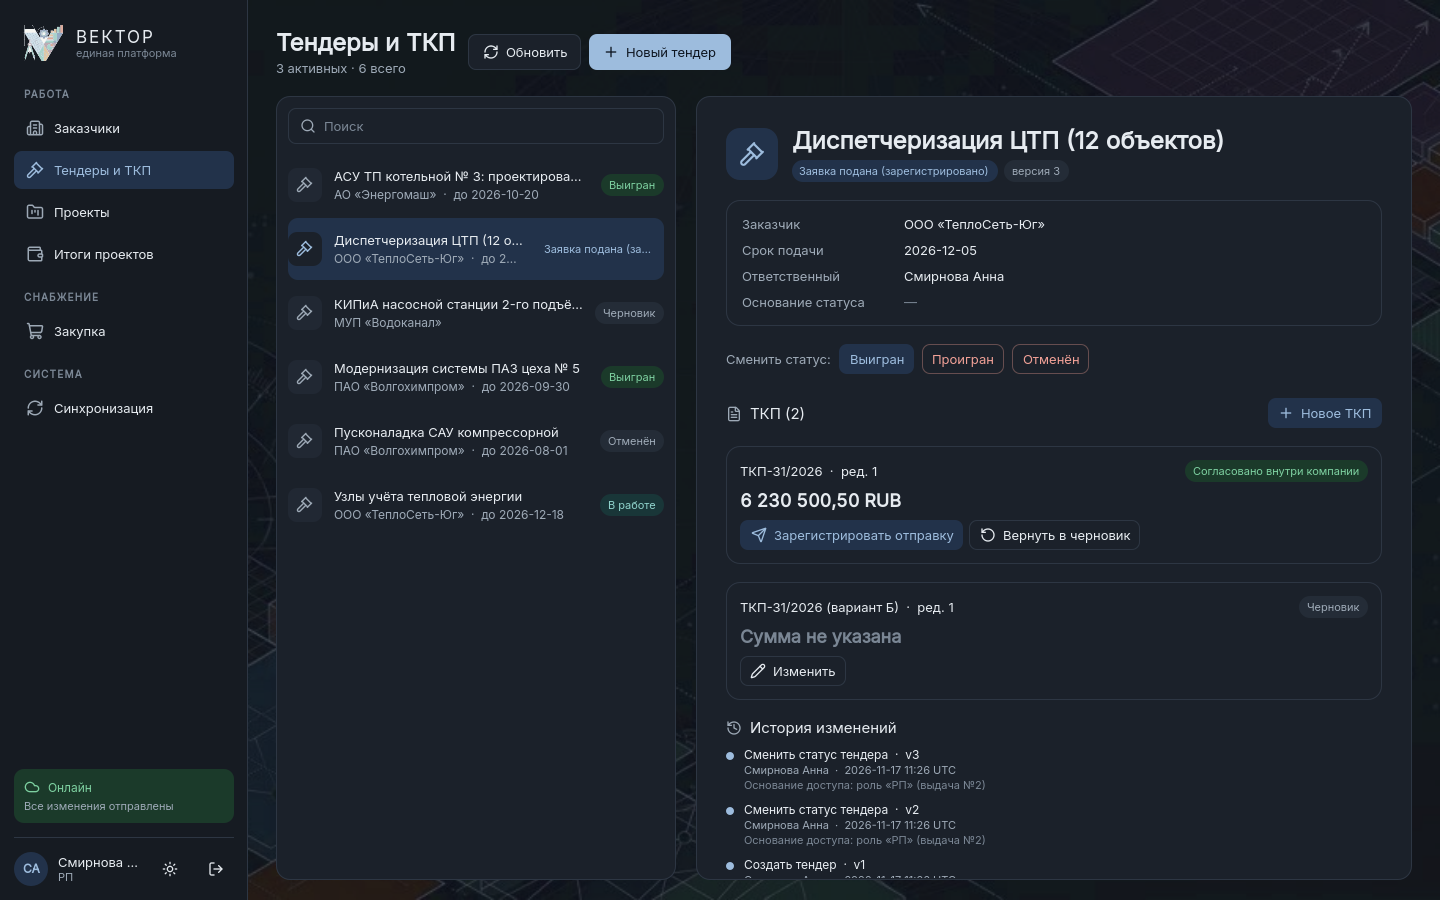 ВЕКТОР
единая платформа
РАБОТА
Заказчики
Тендеры и ТКП
Проекты
Итоги проектов
СНАБЖЕНИЕ
Закупка
СИСТЕМА
Синхронизация
Онлайн
Все изменения отправлены
СА
Смирнова ...
РП
Тендеры и ТКП
3 активных · 6 всего
Обновить
Новый тендер
Поиск
АСУ ТП котельной № 3: проектирова...
АО «Энергомаш» · до 2026-10-20
Выигран
Диспетчеризация ЦТП (12 о...
ООО «ТеплоСеть-Юг» · до 2...
Заявка подана (за...
КИПиА насосной станции 2-го подъё...
МУП «Водоканал»
Черновик
Модернизация системы ПАЗ цеха № 5
ПАО «Волгохимпром» · до 2026-09-30
Выигран
Пусконаладка САУ компрессорной
ПАО «Волгохимпром» · до 2026-08-01
Отменён
Узлы учёта тепловой энергии
ООО «ТеплоСеть-Юг» · до 2026-12-18
В работе
Диспетчеризация ЦТП (12 объектов)
Заявка подана (зарегистрировано)
версия 3
Заказчик ООО «ТеплоСеть-Юг»
Срок подачи 2026-12-05
Ответственный Смирнова Анна
Основание статуса —
Сменить статус: Выигран Проигран Отменён
ТКП (2)
Новое ТКП
ТКП-31/2026 · ред. 1
Согласовано внутри компании
6 230 500,50 RUB
Зарегистрировать отправку
Вернуть в черновик
ТКП-31/2026 (вариант Б) · ред. 1
Черновик
Сумма не указана
Изменить
История изменений
Сменить статус тендера · v3
Смирнова Анна · 2026-11-17 11:26 UTC
Основание доступа: роль «РП» (выдача №2)
Сменить статус тендера · v2
Смирнова Анна · 2026-11-17 11:26 UTC
Основание доступа: роль «РП» (выдача №2)
Создать тендер · v1